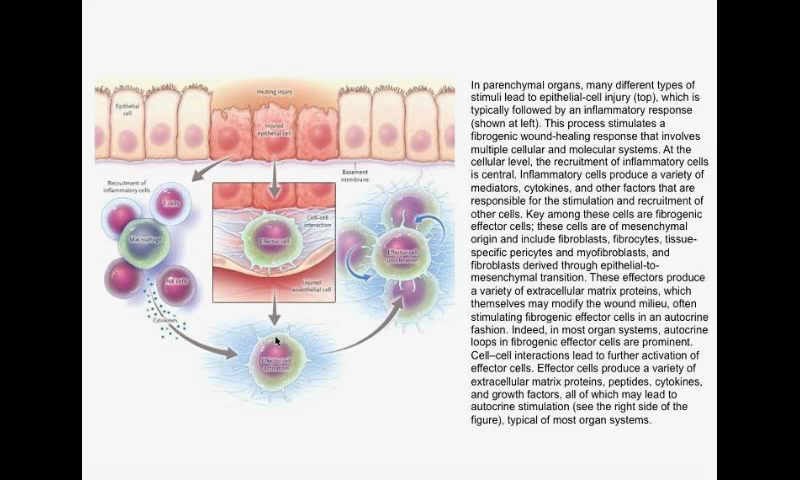 Inciting injury
Epithelial
cell
Injured
epithelial cell
Basement
membrane
Recruitment of
inflammatory cells
T cells
Macrophage
NK cells
Cytokines
Cell–cell
interaction
Effector cell
Injured
endothelial cell
Effector cell
proliferation
Effector cell
activation
In parenchymal organs, many different types of
stimuli lead to epithelial-cell injury (top), which is
typically followed by an inflammatory response
(shown at left). This process stimulates a
fibrogenic wound-healing response that involves
multiple cellular and molecular systems. At the
cellular level, the recruitment of inflammatory cells
is central. Inflammatory cells produce a variety of
mediators, cytokines, and other factors that are
responsible for the stimulation and recruitment of
other cells. Key among these cells are fibrogenic
effector cells; these cells are of mesenchymal
origin and include fibroblasts, fibrocytes, tissue-
specific pericytes and myofibroblasts, and
fibroblasts derived through epithelial-to-
mesenchymal transition. These effectors produce
a variety of extracellular matrix proteins, which
themselves may modify the wound milieu, often
stimulating fibrogenic effector cells in an autocrine
fashion. Indeed, in most organ systems, autocrine
loops in fibrogenic effector cells are prominent.
Cell–cell interactions lead to further activation of
effector cells. Effector cells produce a variety of
extracellular matrix proteins, peptides, cytokines,
and growth factors, all of which may lead to
autocrine stimulation (see the right side of the
figure), typical of most organ systems.